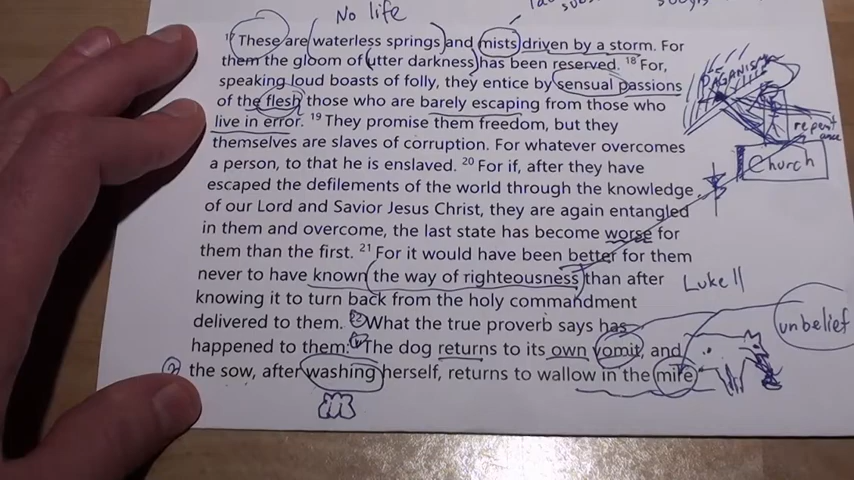 No life
17 These are waterless springs and mists driven by a storm. For
them the gloom of utter darkness has been reserved. 18 For,
speaking loud boasts of folly, they entice by sensual passions
of the flesh those who are barely escaping from those who
live in error. 19 They promise them freedom, but they
themselves are slaves of corruption. For whatever overcomes
a person, to that he is enslaved. 20 For if, after they have
escaped the defilements of the world through the knowledge
of our Lord and Savior Jesus Christ, they are again entangled
in them and overcome, the last state has become worse for
them than the first. 21 For it would have been better for them
never to have known the way of righteousness than after
knowing it to turn back from the holy commandment
delivered to them. 22 What the true proverb says has
happened to them: The dog returns to its own vomit, and
the sow, after washing herself, returns to wallow in the mire
PAGANISM
repent
ance
Church
Luke 11
unbelief